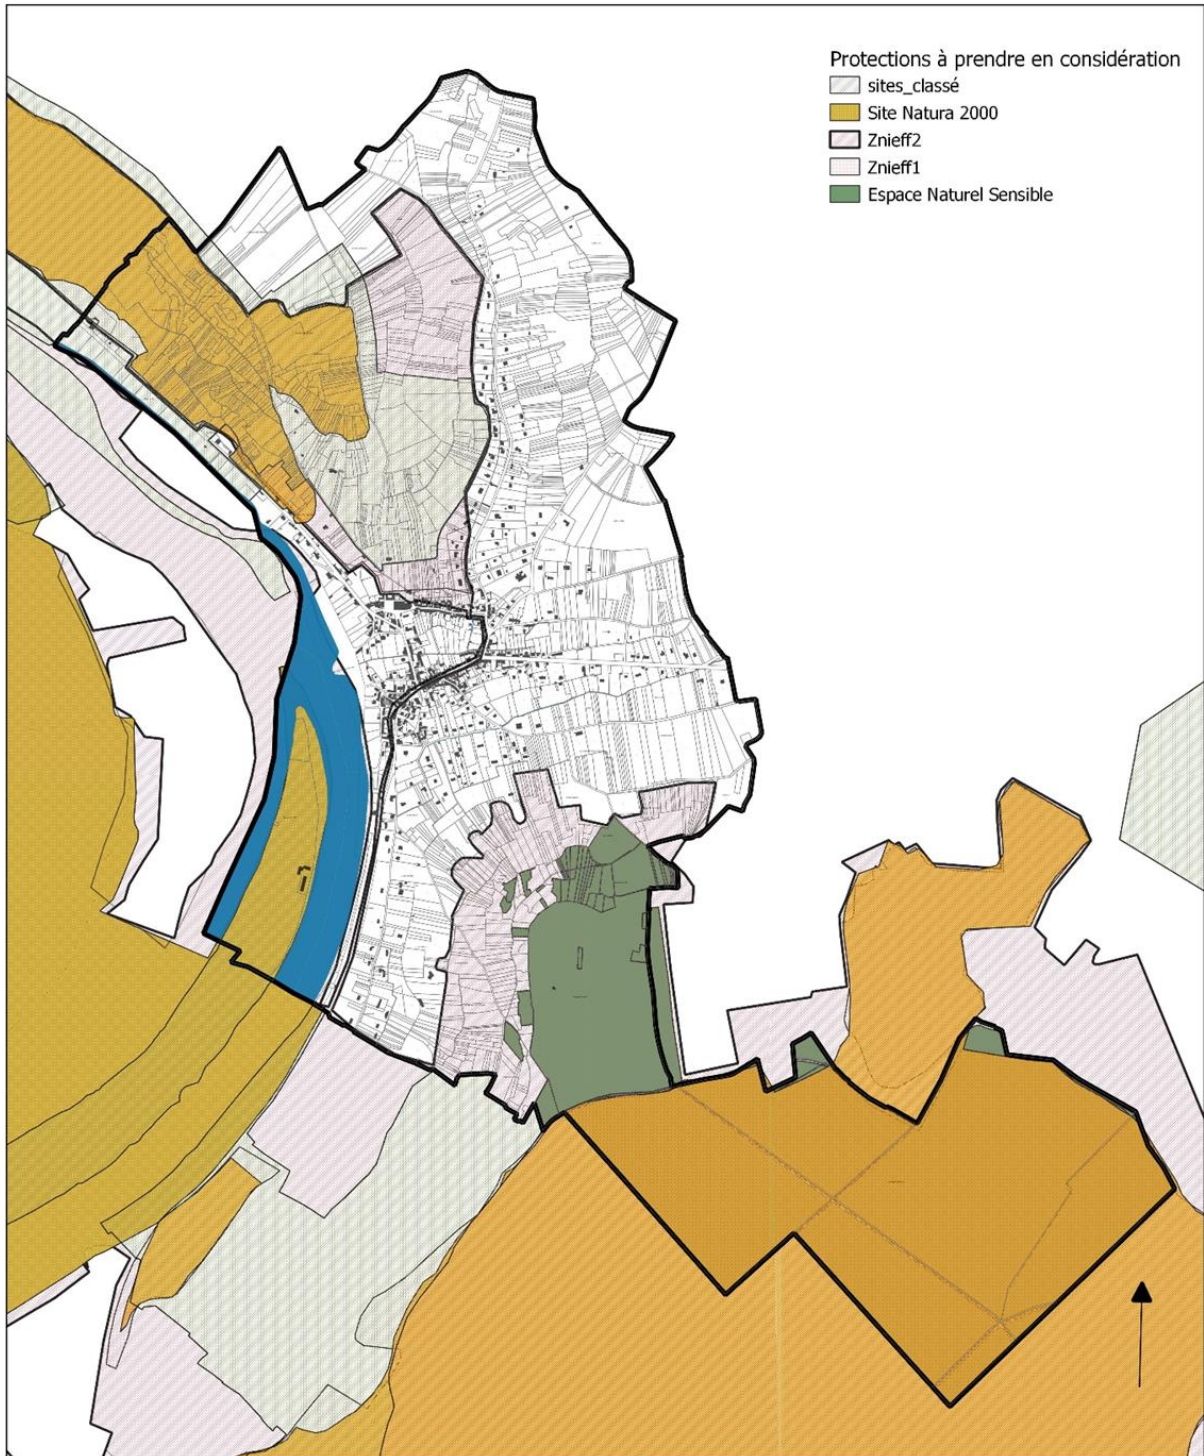 Protections à prendre en considération
sites_classé
Site Natura 2000
Znieff2
Znieff1
Espace Naturel Sensible